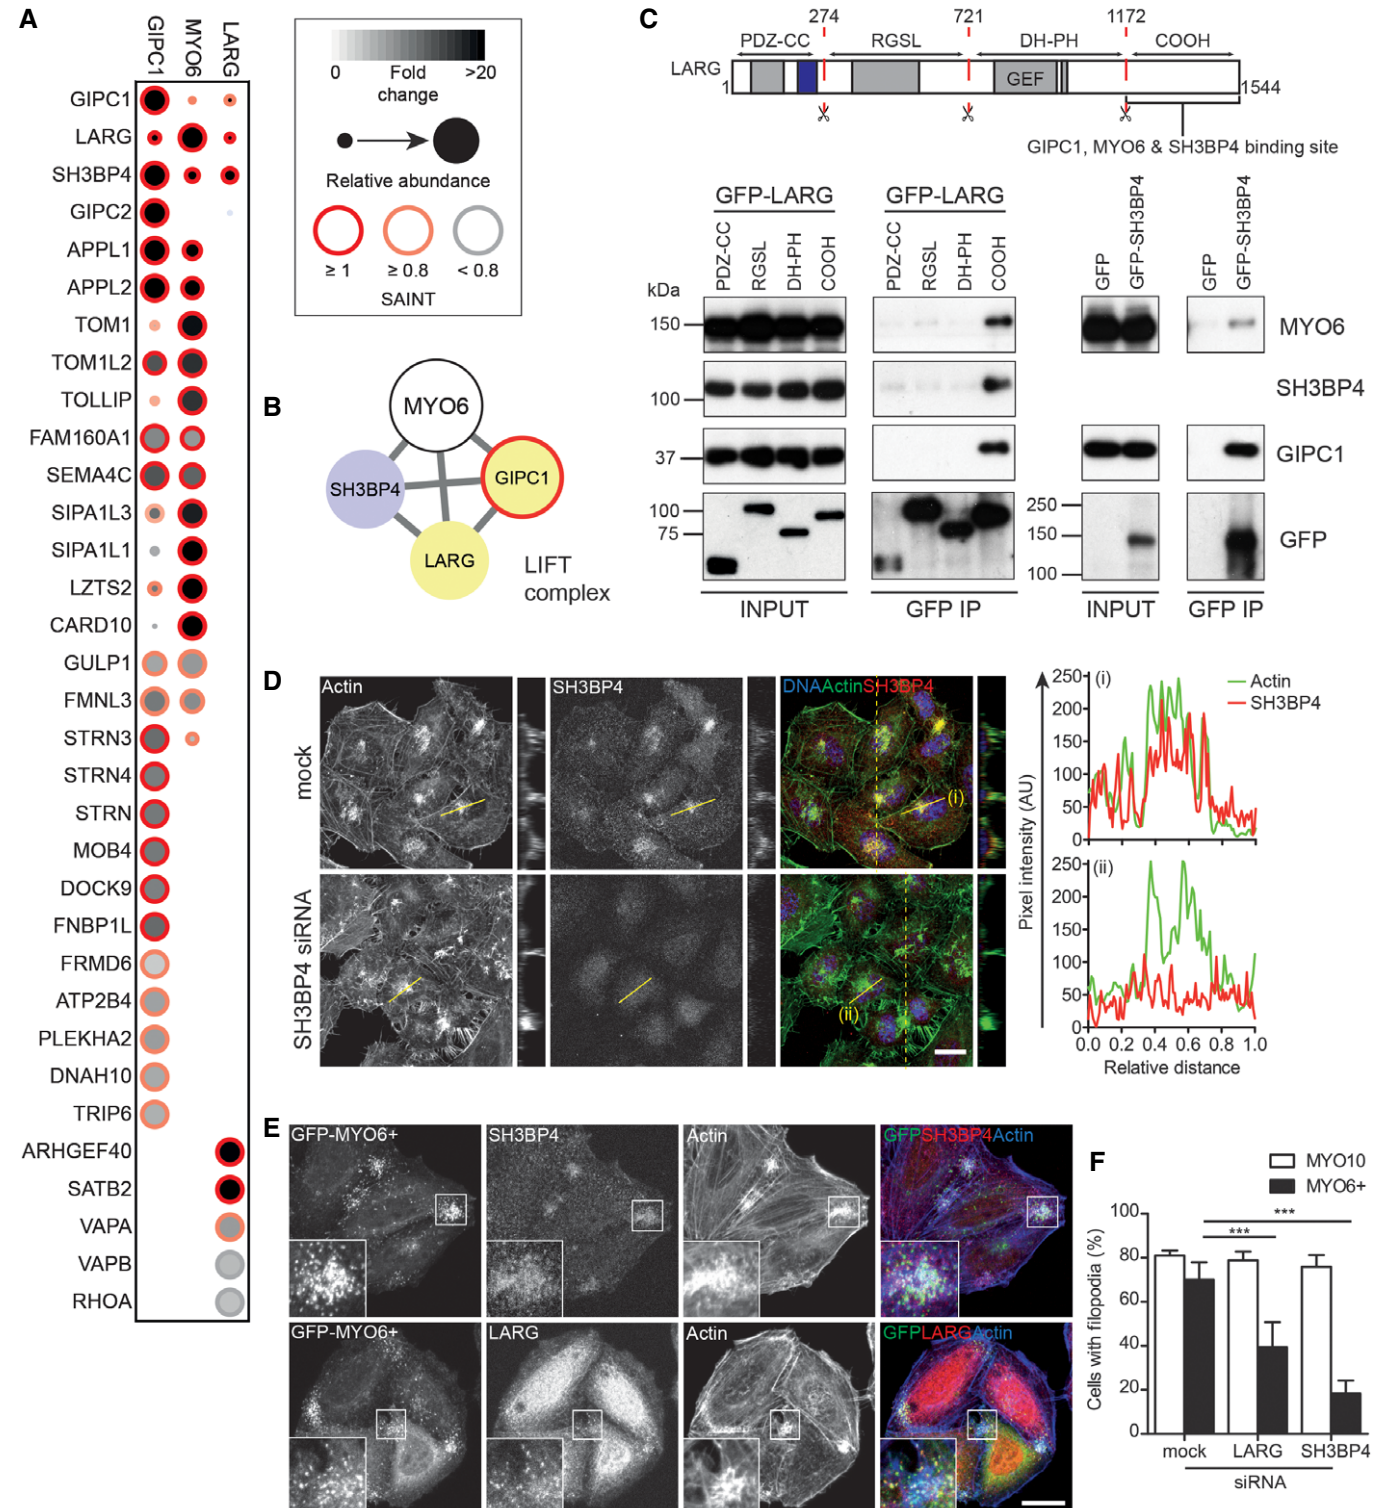 A
GIPC1
MYO6
LARG
GIPC1
LARG
SH3BP4
GIPC2
APPL1
APPL2
TOM1
TOM1L2
TOLLIP
FAM160A1
SEMA4C
SIPA1L3
SIPA1L1
LZTS2
CARD10
GULP1
FMNL3
STRN3
STRN4
STRN
MOB4
DOCK9
FNBP1L
FRMD6
ATP2B4
PLEKHA2
DNAH10
TRIP6
ARHGEF40
SATB2
VAPA
VAPB
RHOA
0 Fold change >20
Relative abundance
≥ 1 ≥ 0.8 < 0.8
SAINT
B
MYO6
SH3BP4
GIPC1
LARG
LIFT
complex
C
274 721 1172
PDZ-CC RGSL DH-PH COOH
LARG
1
GEF
1544
GIPC1, MYO6 & SH3BP4 binding site
GFP-LARG GFP-LARG
PDZ-CC RGSL DH-PH COOH
PDZ-CC RGSL DH-PH COOH
GFP GFP-SH3BP4
GFP GFP-SH3BP4
kDa
150 MYO6
100 SH3BP4
37 GIPC1
100
75
250
150
100
GFP
INPUT GFP IP INPUT GFP IP
D
Actin SH3BP4 DNAActinSH3BP4
mock
(i)
SH3BP4 siRNA
(ii)
Pixel intensity (AU)
250
200
150
100
50
0
(i)
Actin
SH3BP4
250
200
150
100
50
0
(ii)
0.0 0.2 0.4 0.6 0.8 1.0
Relative distance
E
GFP-MYO6+ SH3BP4 Actin GFPSH3BP4Actin
GFP-MYO6+ LARG Actin GFPLARGActin
F
MYO10
MYO6+
Cells with filopodia (%)
100
80
60
40
20
0
***
***
mock LARG SH3BP4
siRNA